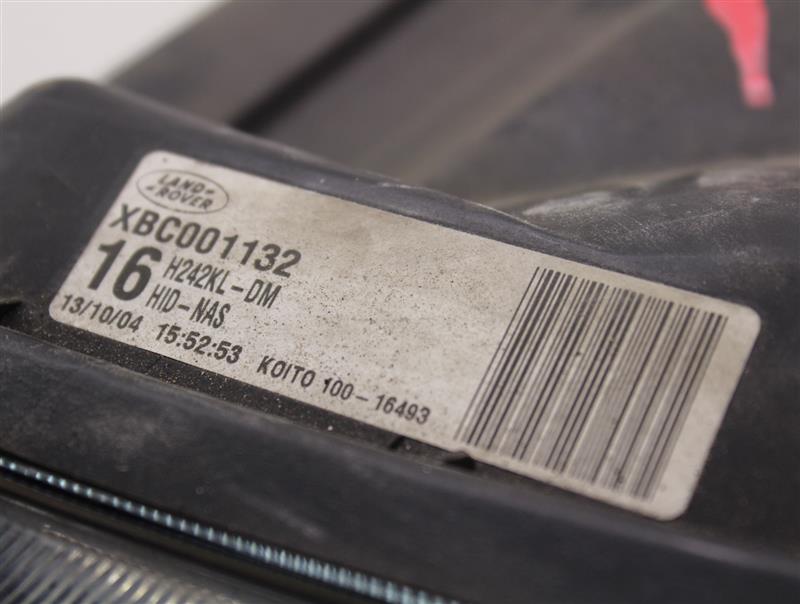 LAND-
-ROVER
XBC001132
16 H242KL-DM
HID-NAS
13/10/04 15:52:53 KOITO 100-16493